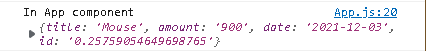 In App component App.js:20
{title: 'Mouse', amount: '900', date: '2021-12-03',
id: '0.25759054649698765'}